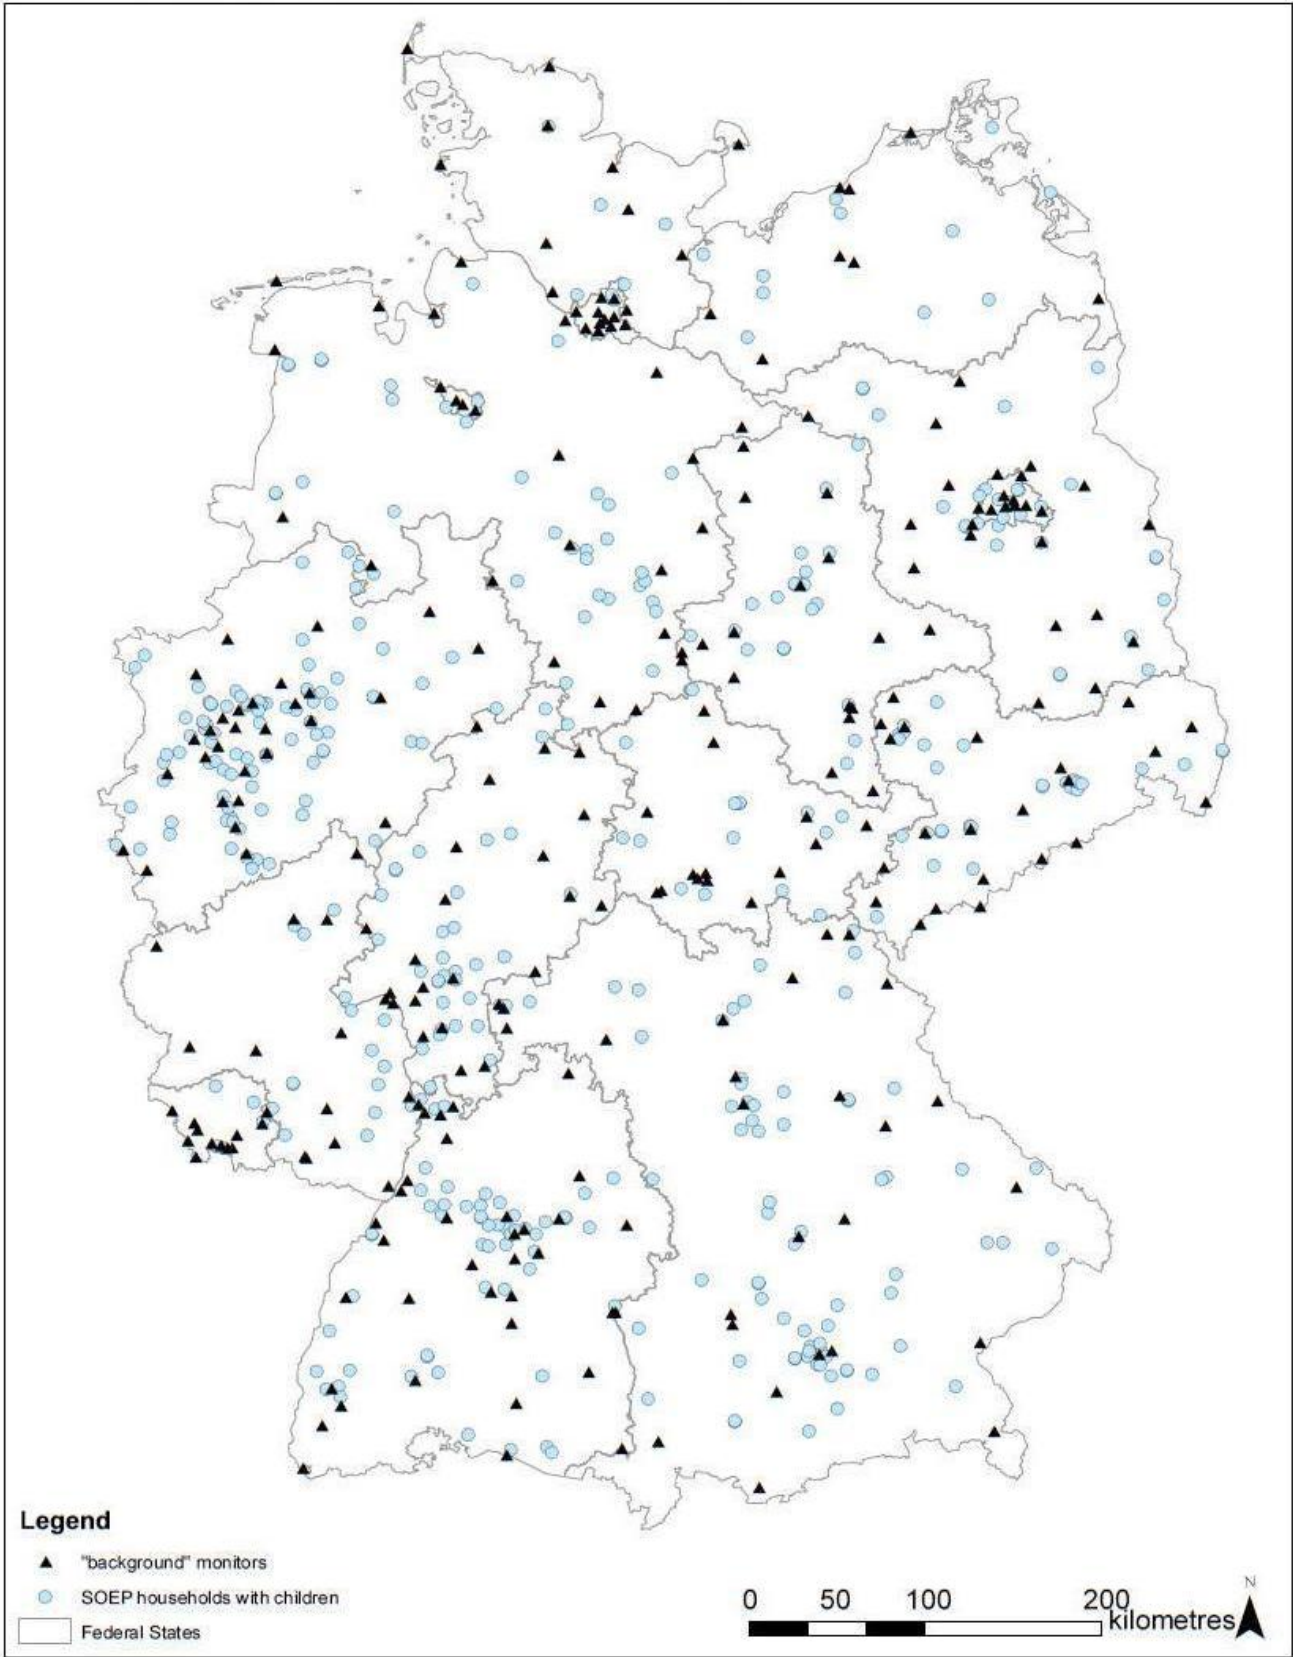 Legend
"background" monitors
SOEP households with children
Federal States
0 50 100 200
kilometres
N